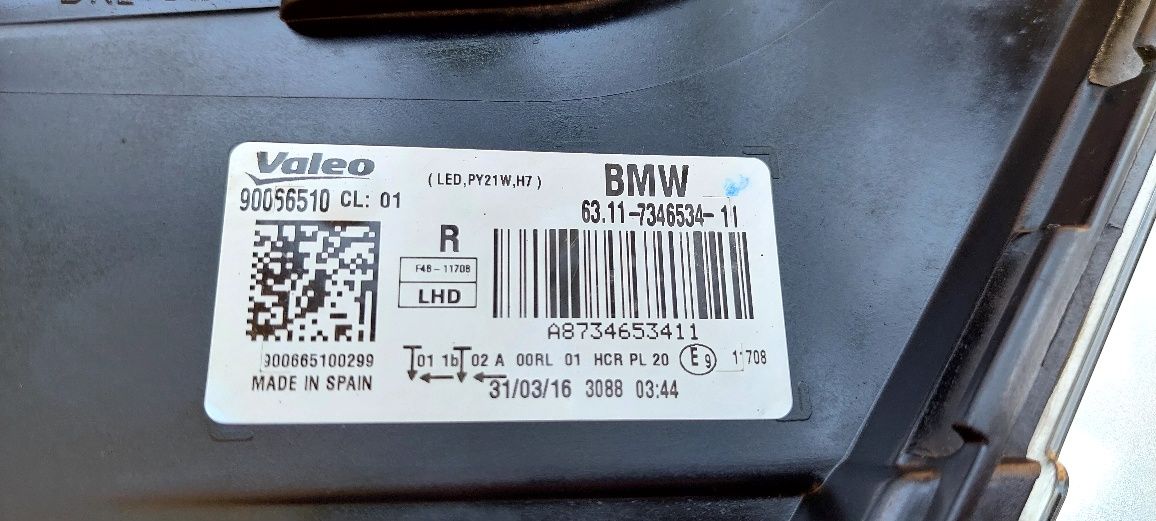 Valeo
(LED,PY21W,H7)
BMW
90066510 CL: 01
63.11-7346534-11
R
F48-11708
LHD
A8734653411
900665100299
01 1b 02 A 00RL 01 HCR PL 20 E9 11708
MADE IN SPAIN
31/03/16 3088 03:44